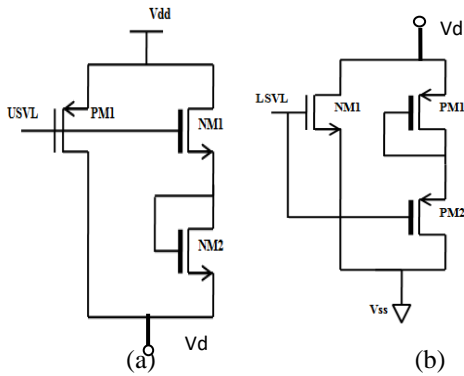 Vdd
USVL
PM1
NM1
NM2
Vd
(a)
Vd
LSVL
NM1
PM1
PM2
Vss
(b)